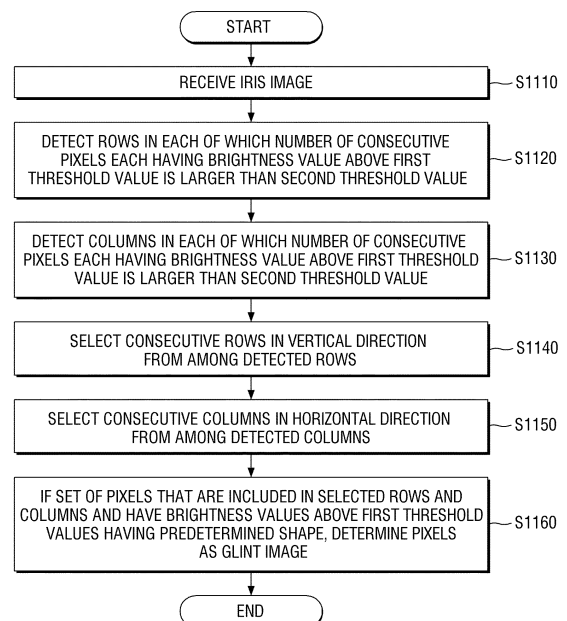 START
RECEIVE IRIS IMAGE
S1110
DETECT ROWS IN EACH OF WHICH NUMBER OF CONSECUTIVE
PIXELS EACH HAVING BRIGHTNESS VALUE ABOVE FIRST
THRESHOLD VALUE IS LARGER THAN SECOND THRESHOLD VALUE
S1120
DETECT COLUMNS IN EACH OF WHICH NUMBER OF CONSECUTIVE
PIXELS EACH HAVING BRIGHTNESS VALUE ABOVE FIRST THRESHOLD
VALUE IS LARGER THAN SECOND THRESHOLD VALUE
S1130
SELECT CONSECUTIVE ROWS IN VERTICAL DIRECTION
FROM AMONG DETECTED ROWS
S1140
SELECT CONSECUTIVE COLUMNS IN HORIZONTAL DIRECTION
FROM AMONG DETECTED COLUMNS
S1150
IF SET OF PIXELS THAT ARE INCLUDED IN SELECTED ROWS AND
COLUMNS AND HAVE BRIGHTNESS VALUES ABOVE FIRST THRESHOLD
VALUES HAVING PREDETERMINED SHAPE, DETERMINE PIXELS
AS GLINT IMAGE
S1160
END